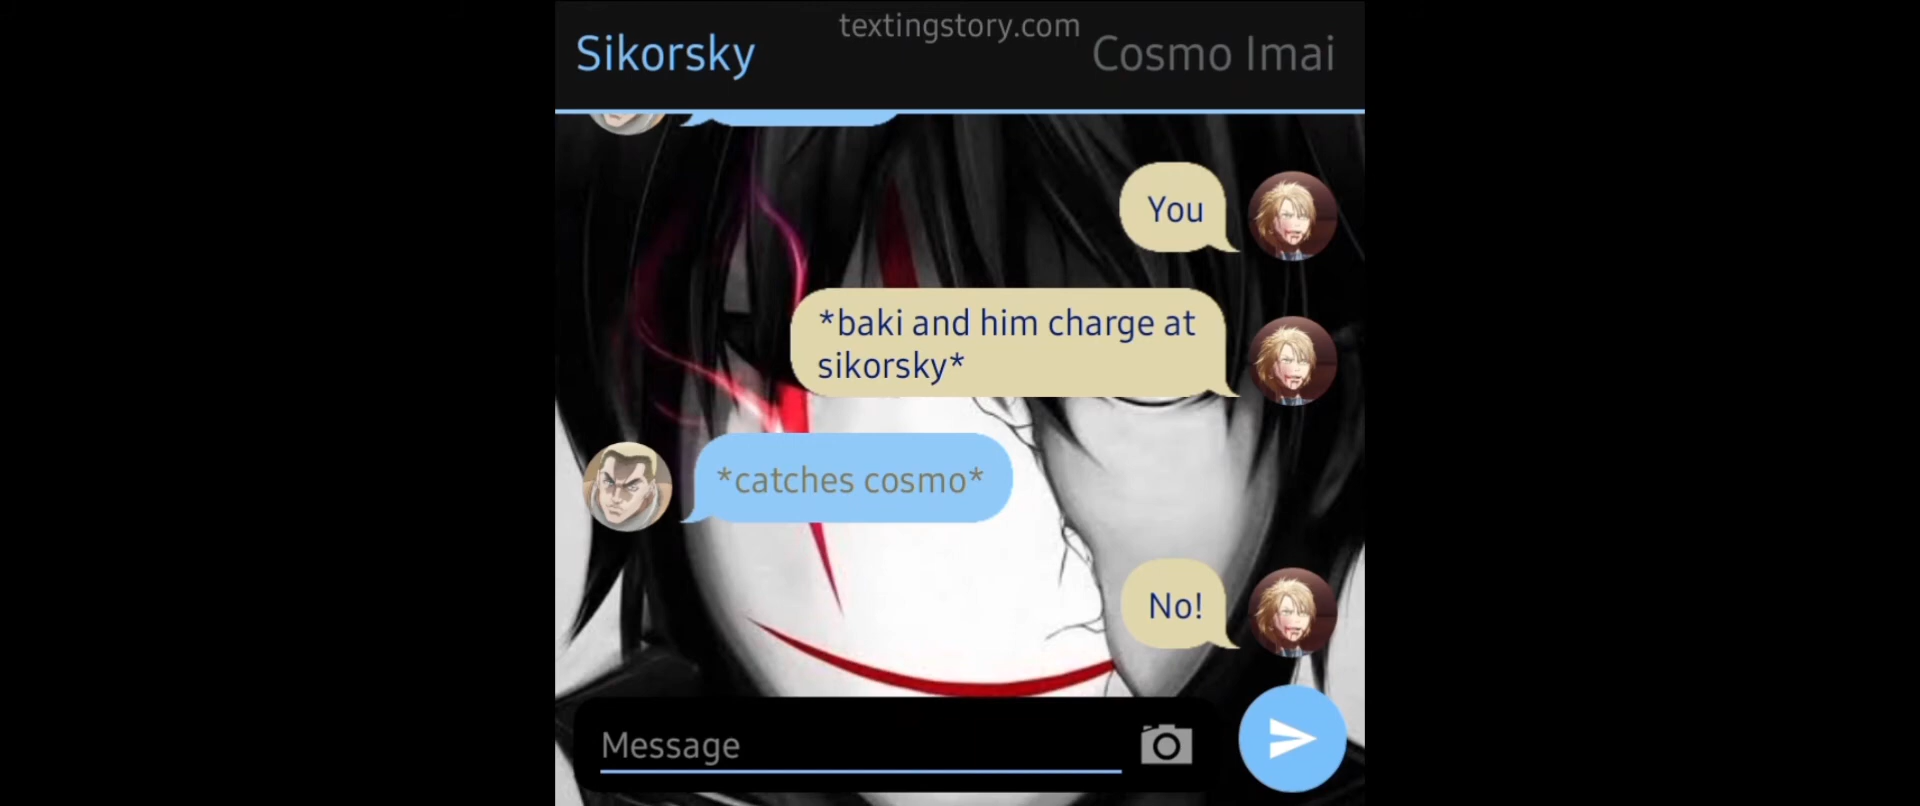 textingstory.com
Sikorsky
Cosmo Imai
You
*baki and him charge at
sikorsky*
*catches cosmo*
No!
Message